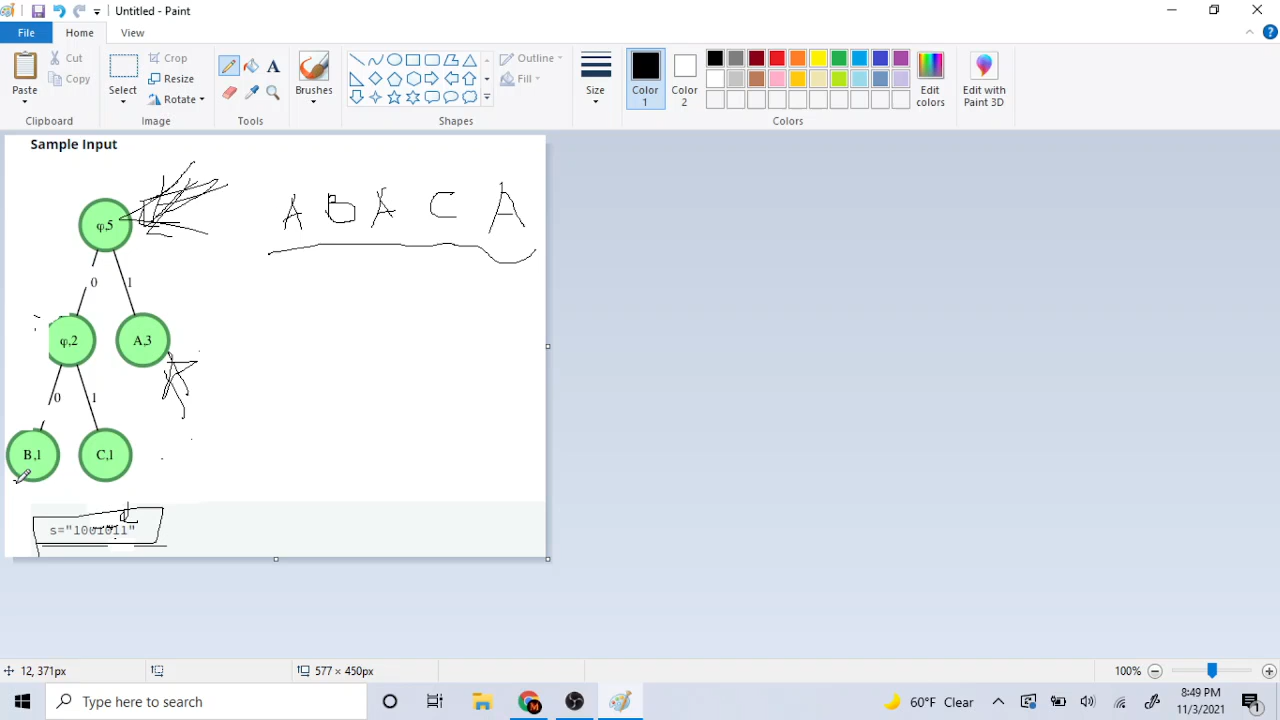 Untitled - Paint
File Home View
Paste
Cut
Copy
Clipboard
Select
Crop
Resize
Rotate
Image
A
Tools
Brushes
Outline
Fill
Shapes
Size
Color 1
Color 2
Edit colors
Edit with Paint 3D
Colors
Sample Input
φ,5
A B A C A
0 1
φ,2 A,3
0 1
B,1 C,1
s="1001011"
12, 371px
577 × 450px
100%
Type here to search
60°F Clear
8:49 PM
11/3/2021